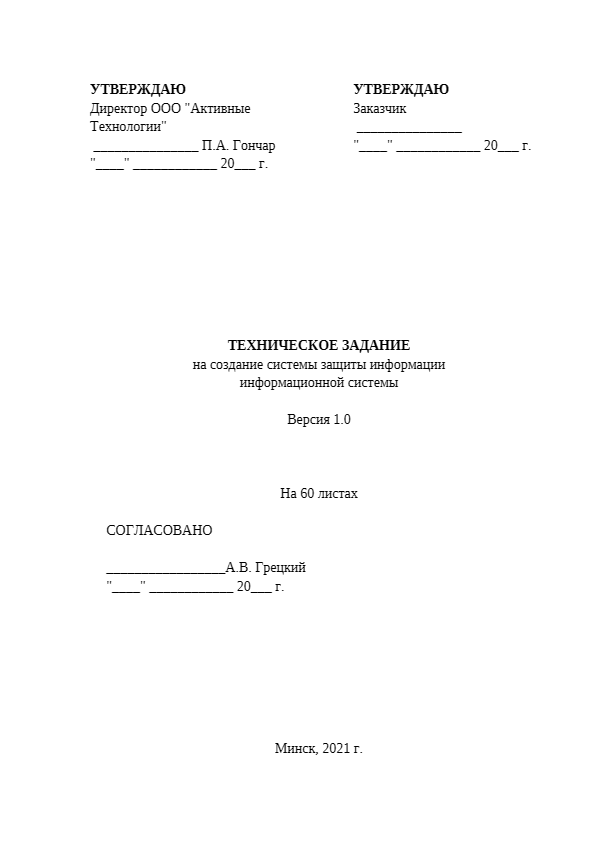 УТВЕРЖДАЮ
Директор ООО "Активные
Технологии"
_______________ П.А. Гончар
"____" ____________ 20___ г.
УТВЕРЖДАЮ
Заказчик
_______________
"____" ____________ 20___ г.
ТЕХНИЧЕСКОЕ ЗАДАНИЕ
на создание системы защиты информации
информационной системы
Версия 1.0
На 60 листах
СОГЛАСОВАНО
_________________А.В. Грецкий
"____" ____________ 20___ г.
Минск, 2021 г.